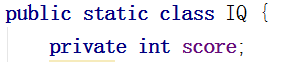 public static class IQ {
private int score;